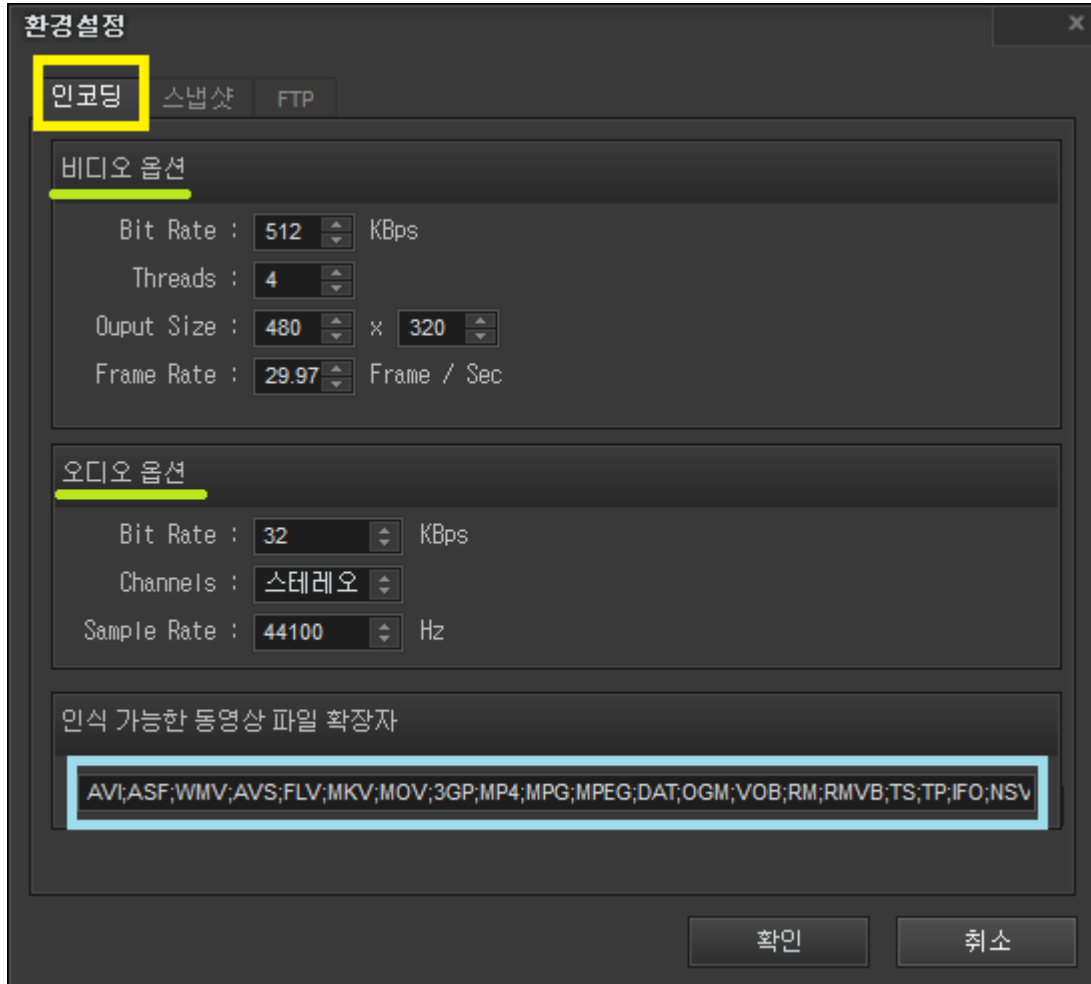 환경설정
인코딩 스냅샷 FTP
비디오 옵션
Bit Rate : 512 KBps
Threads : 4
Ouput Size : 480 x 320
Frame Rate : 29.97 Frame / Sec
오디오 옵션
Bit Rate : 32 KBps
Channels : 스테레오
Sample Rate : 44100 Hz
인식 가능한 동영상 파일 확장자
AVI;ASF;WMV;AVS;FLV;MKV;MOV;3GP;MP4;MPG;MPEG;DAT;OGM;VOB;RM;RMVB;TS;TP;IFO;NSV
확인 취소